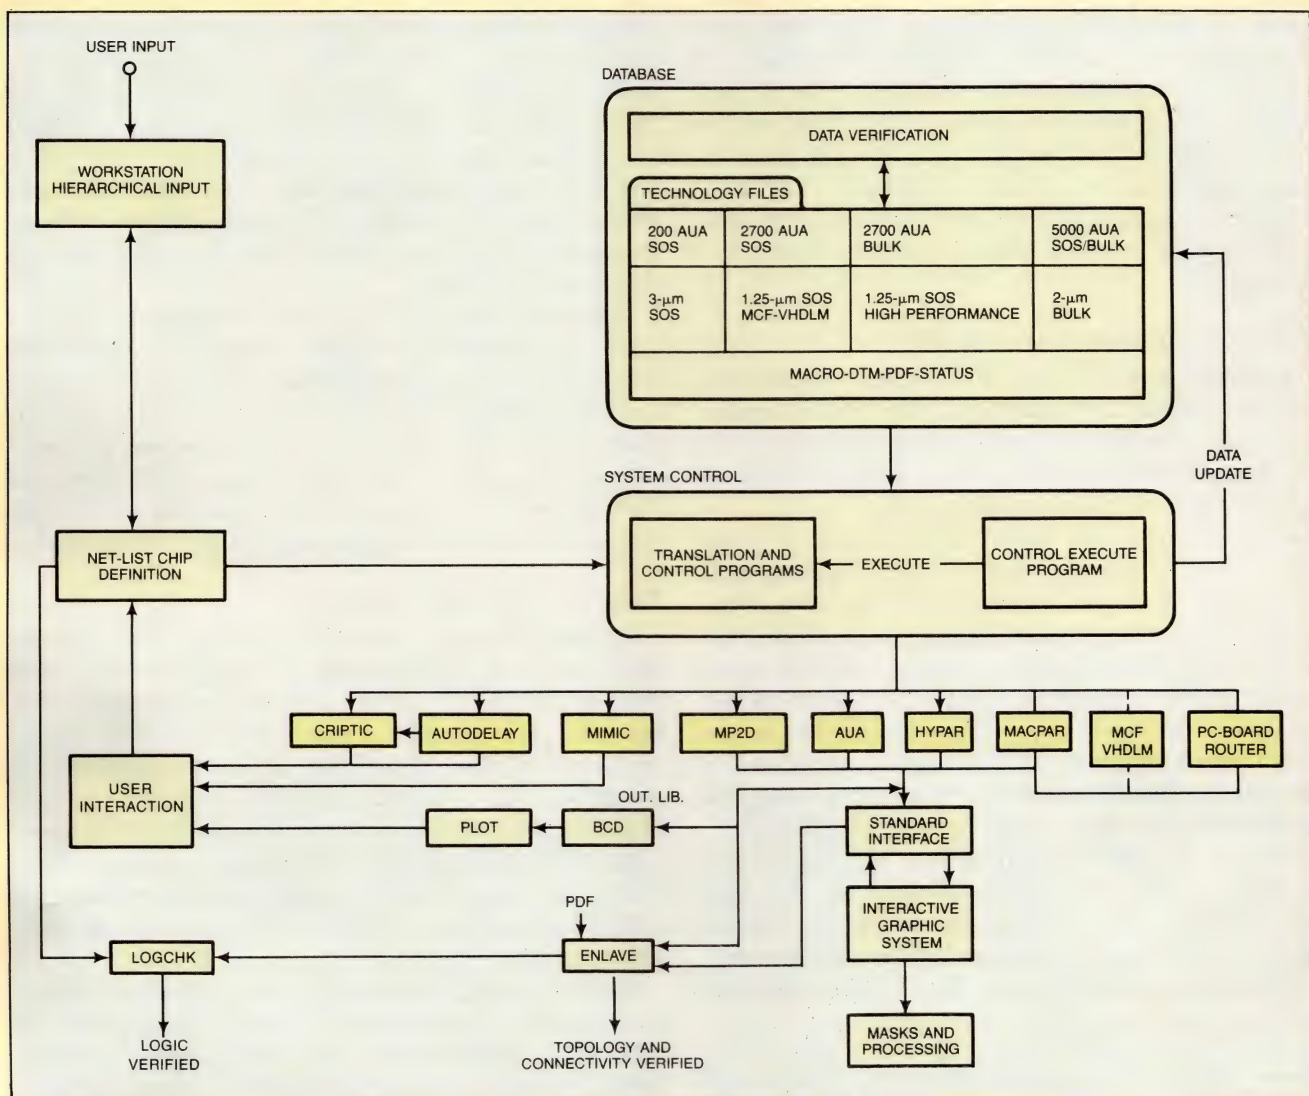 USER INPUT
WORKSTATION
HIERARCHICAL INPUT
NET-LIST CHIP
DEFINITION
USER
INTERACTION
DATABASE
DATA VERIFICATION
TECHNOLOGY FILES
200 AUA
SOS
2700 AUA
SOS
2700 AUA
BULK
5000 AUA
SOS/BULK
3-μm
SOS
1.25-μm SOS
MCF-VHDLM
1.25-μm SOS
HIGH PERFORMANCE
2-μm
BULK
MACRO-DTM-PDF-STATUS
DATA
UPDATE
SYSTEM CONTROL
TRANSLATION AND
CONTROL PROGRAMS
EXECUTE
CONTROL EXECUTE
PROGRAM
CRIPTIC
AUTODELAY
MIMIC
MP2D
AUA
HYPAR
MACPAR
MCF
VHDLM
PC-BOARD
ROUTER
OUT. LIB.
PLOT
BCD
STANDARD
INTERFACE
INTERACTIVE
GRAPHIC
SYSTEM
MASKS AND
PROCESSING
PDF
ENLAVE
LOGCHK
LOGIC
VERIFIED
TOPOLOGY AND
CONNECTIVITY VERIFIED